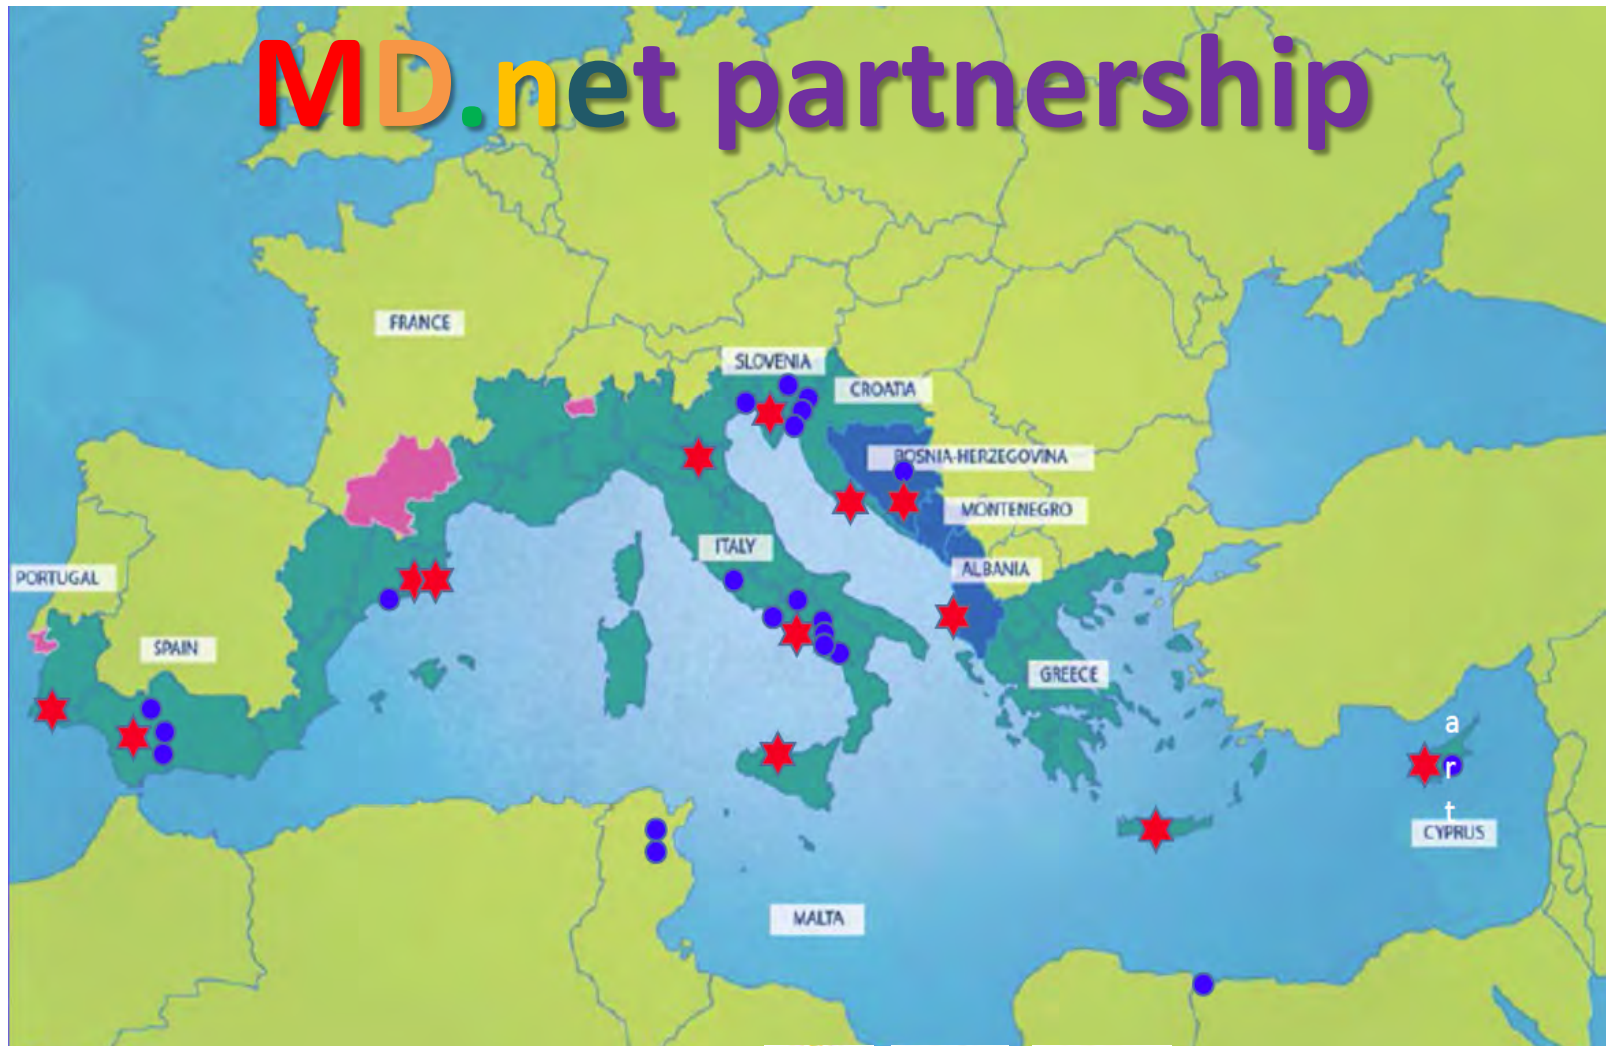 MD.net partnership
FRANCE
SLOVENIA
CROATIA
BOSNIA-HERZEGOVINA
MONTENEGRO
ITALY
ALBANIA
PORTUGAL
SPAIN
GREECE
a
r
t
CYPRUS
MALTA